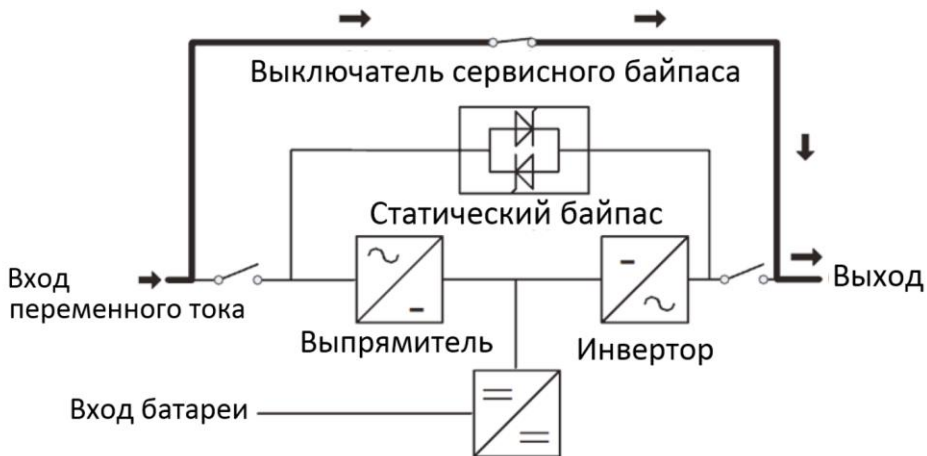 Выключатель сервисного байпаса
Статический байпас
Вход
переменного тока
Выход
Выпрямитель
Инвертор
Вход батареи